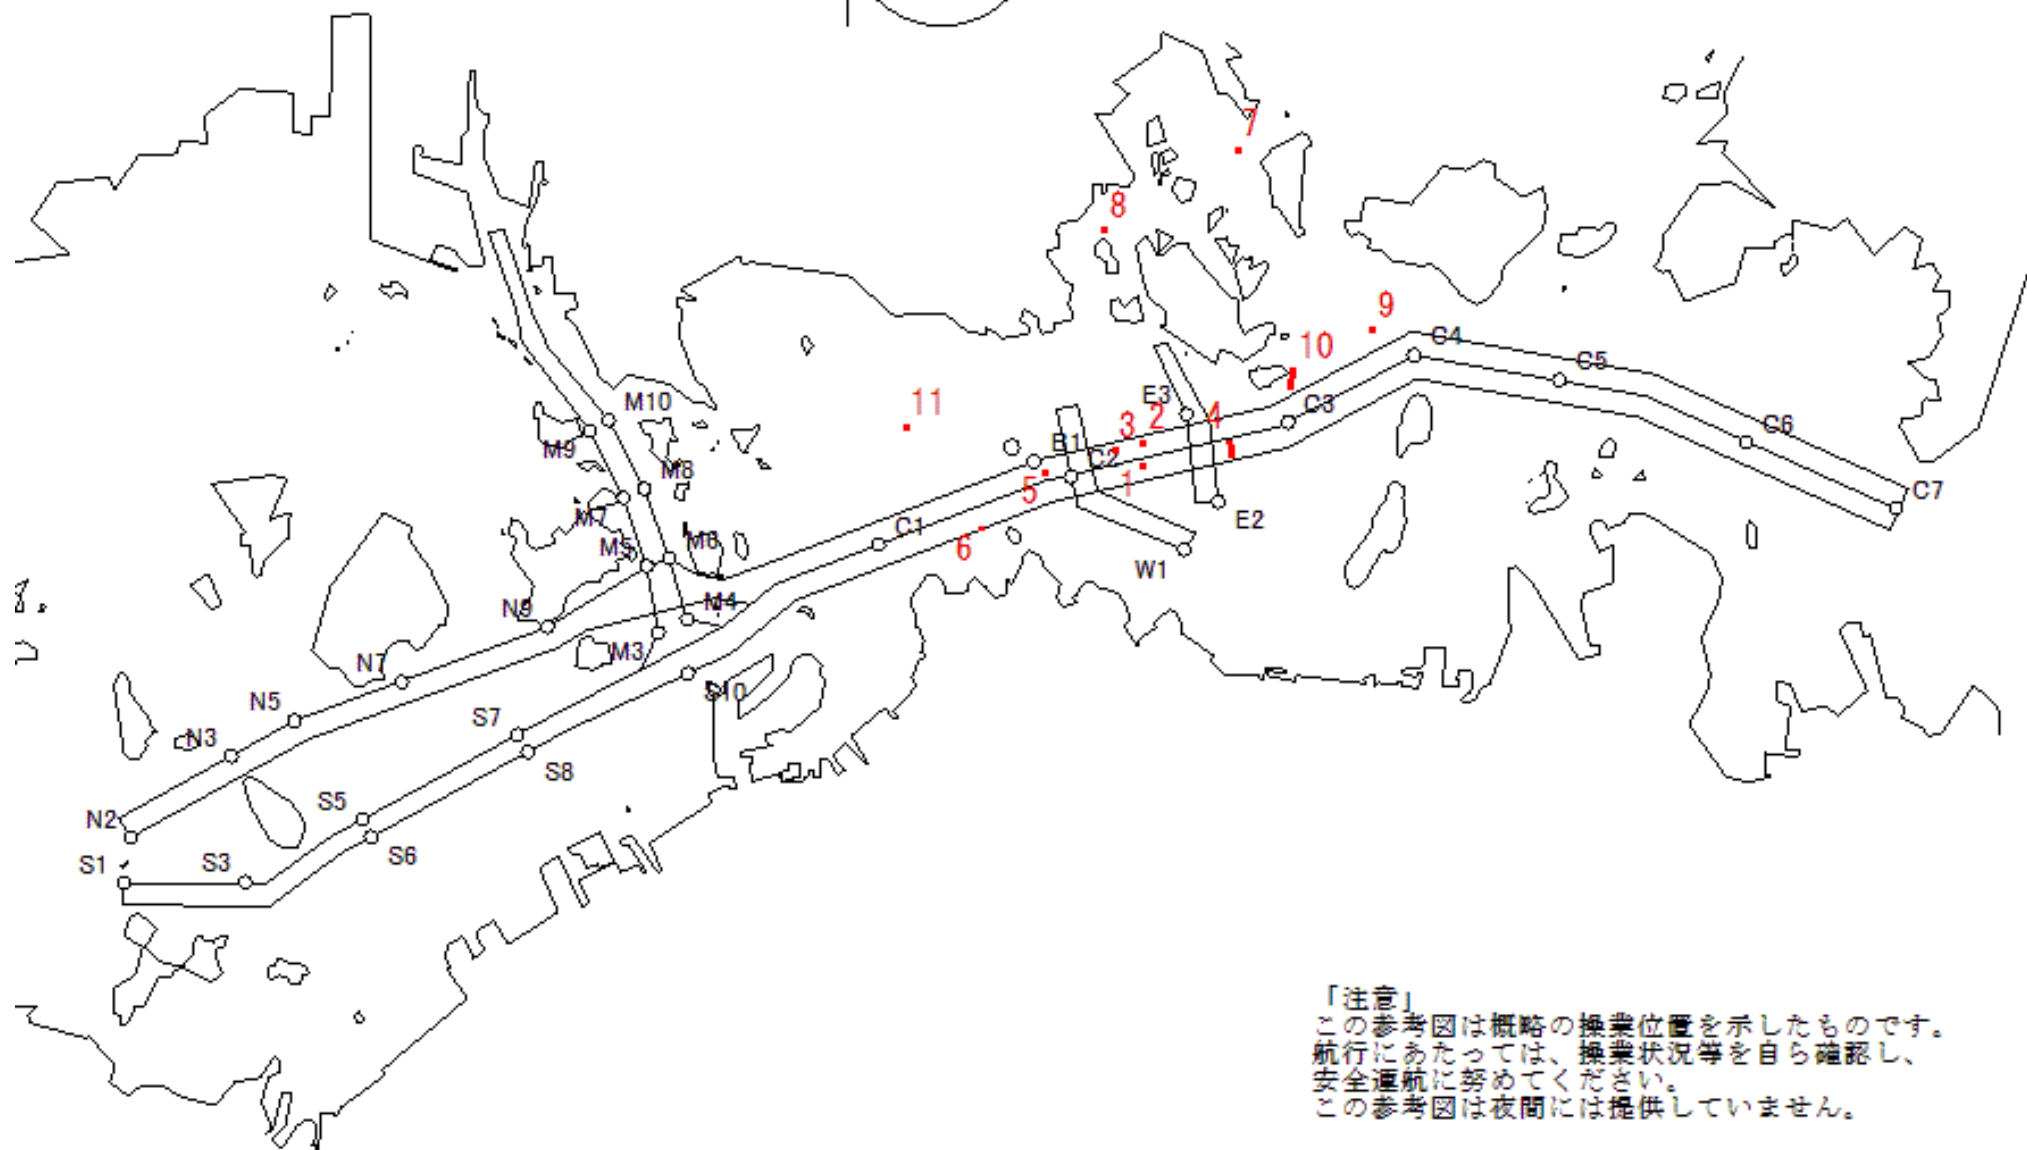 7
8
9
C4
10
C5
E3
M10
11
2
4
C3
3
C6
M9
B1
C2
M8
1
5
C7
M7
E2
C1
M6
M5
6
W1
N9
M4
M3
N7
S10
N5
S7
N3
S8
S5
N2
S6
S1
S3
「注意」
この参考図は概略の操業位置を示したものです。
航行にあたっては、操業状況等を自ら確認し、
安全運航に努めてください。
この参考図は夜間には提供していません。